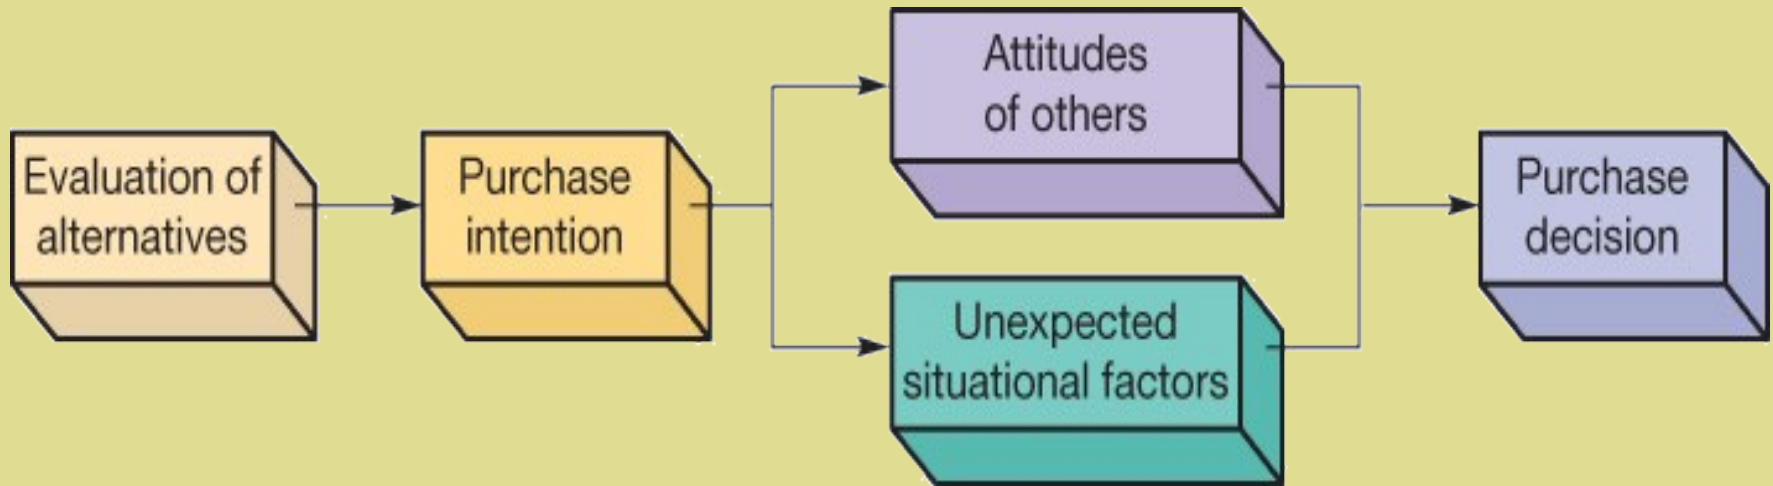 Evaluation of
alternatives
Purchase
intention
Attitudes
of others
Unexpected
situational factors
Purchase
decision